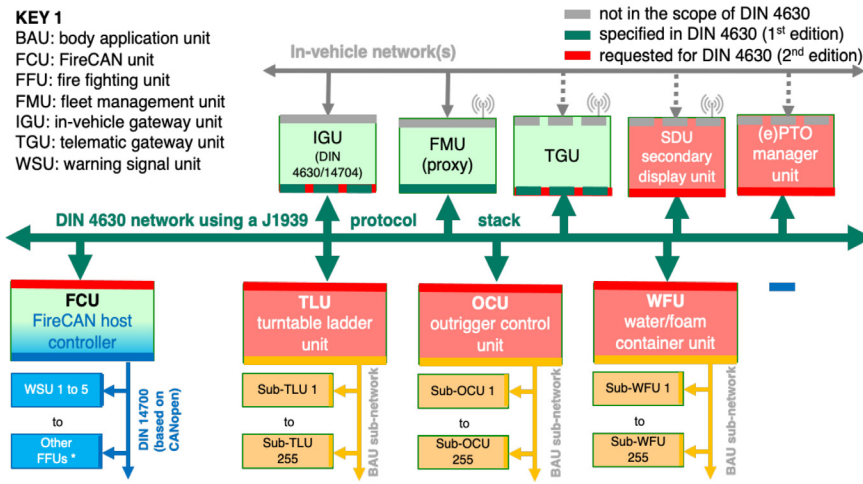 KEY 1
BAU: body application unit
FCU: FireCAN unit
FFU: fire fighting unit
FMU: fleet management unit
IGU: in-vehicle gateway unit
TGU: telematic gateway unit
WSU: warning signal unit
not in the scope of DIN 4630
specified in DIN 4630 (1st edition)
requested for DIN 4630 (2nd edition)
In-vehicle network(s)
IGU
(DIN
4630/14704)
FMU
(proxy)
TGU
SDU
secondary
display unit
(e)PTO
manager
unit
DIN 4630 network using a J1939 protocol stack
FCU
FireCAN host
controller
TLU
turntable ladder
unit
OCU
outrigger control
unit
WFU
water/foam
container unit
WSU 1 to 5
to
Other
FFUs *
DIN 14700
(based on
CANopen)
Sub-TLU 1
to
Sub-TLU
255
BAU sub-network
Sub-OCU 1
to
Sub-OCU
255
BAU sub-network
Sub-WFU 1
to
Sub-WFU
255
BAU sub-network